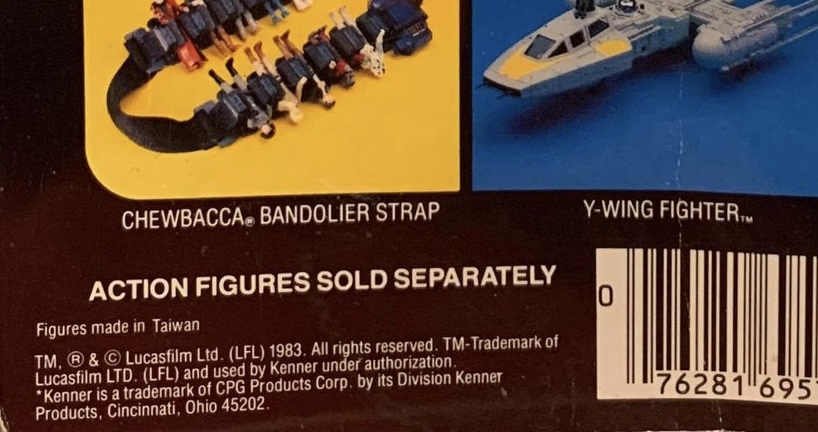 CHEWBACCA® BANDOLIER STRAP
Y-WING FIGHTER™
ACTION FIGURES SOLD SEPARATELY
Figures made in Taiwan
TM, ® & © Lucasfilm Ltd. (LFL) 1983. All rights reserved. TM-Trademark of
Lucasfilm LTD. (LFL) and used by Kenner under authorization.
*Kenner is a trademark of CPG Products Corp. by its Division Kenner
Products, Cincinnati, Ohio 45202.
0
76281 695